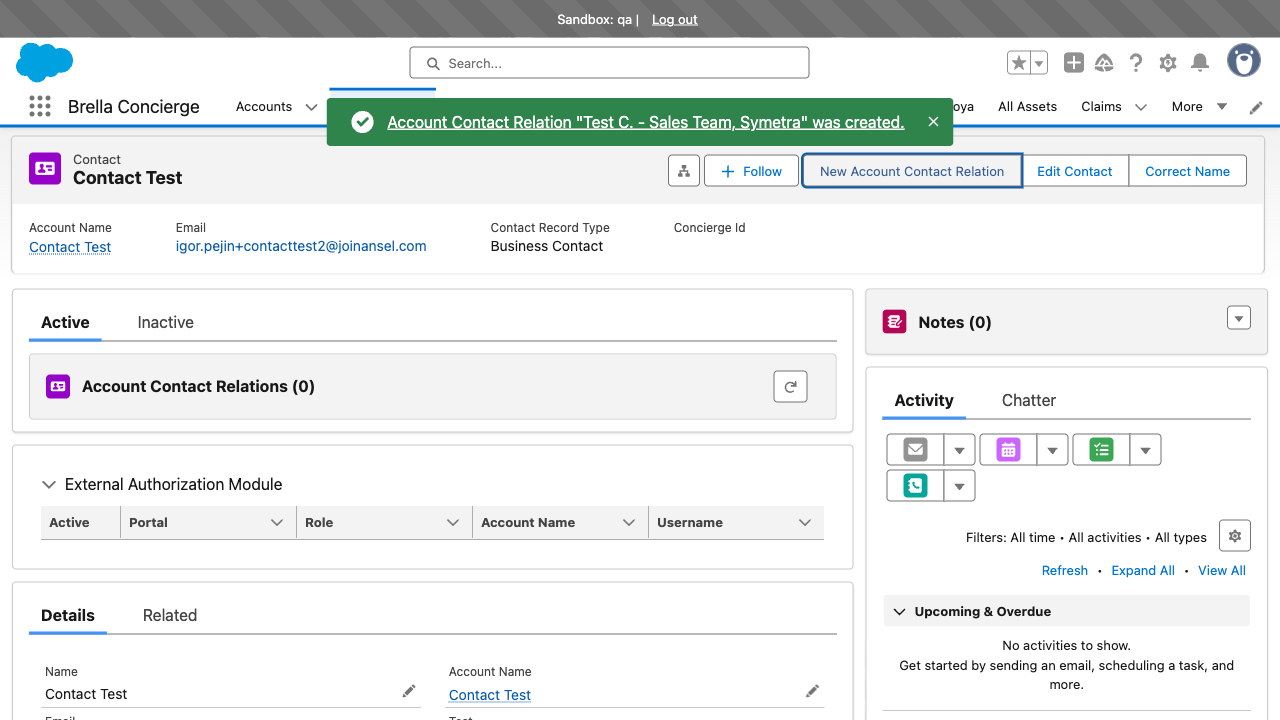 Sandbox: qa | Log out
Search...
Brella Concierge
Accounts
oya
All Assets
Claims
More
Account Contact Relation "Test C. - Sales Team, Symetra" was created.
Contact
Contact Test
Follow
New Account Contact Relation
Edit Contact
Correct Name
Account Name
Contact Test
Email
igor.pejin+contacttest2@joinansel.com
Contact Record Type
Business Contact
Concierge Id
Active
Inactive
Account Contact Relations (0)
External Authorization Module
Active
Portal
Role
Account Name
Username
Details
Related
Name
Contact Test
Account Name
Contact Test
Email
Notes (0)
Activity
Chatter
Filters: All time • All activities • All types
Refresh • Expand All • View All
Upcoming & Overdue
No activities to show.
Get started by sending an email, scheduling a task, and
more.